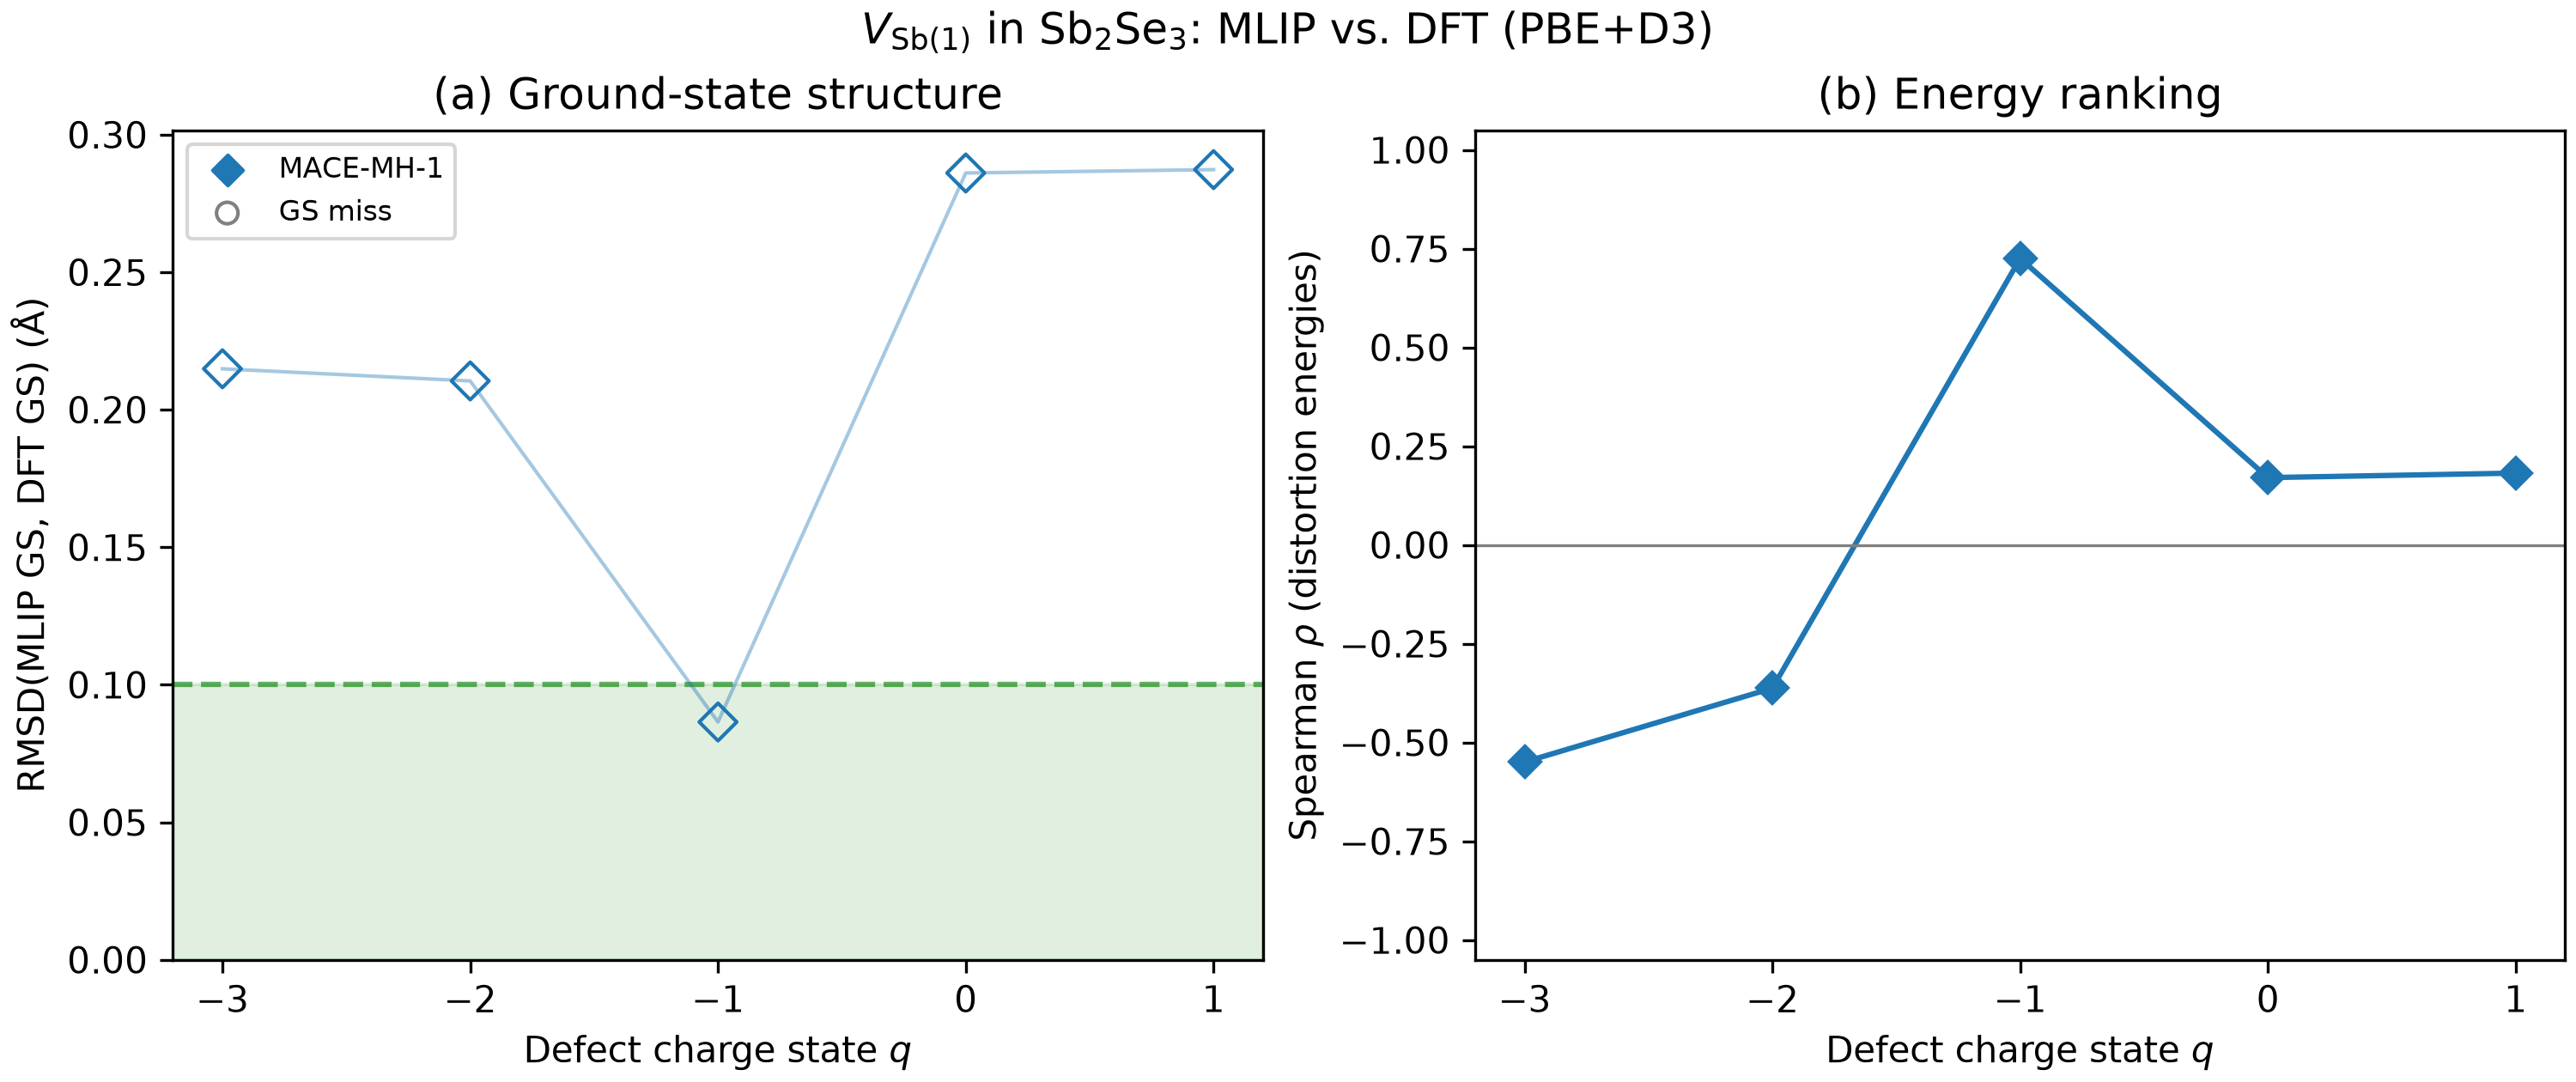 V_Sb(1) in Sb₂Se₃: MLIP vs. DFT (PBE+D3)
(a) Ground-state structure
RMSD(MLIP GS, DFT GS) (Å)
0.30
0.25
0.20
0.15
0.10
0.05
0.00
MACE-MH-1
GS miss
−3
−2
−1
0
1
Defect charge state q
(b) Energy ranking
Spearman ρ (distortion energies)
1.00
0.75
0.50
0.25
0.00
−0.25
−0.50
−0.75
−1.00
−3
−2
−1
0
1
Defect charge state q